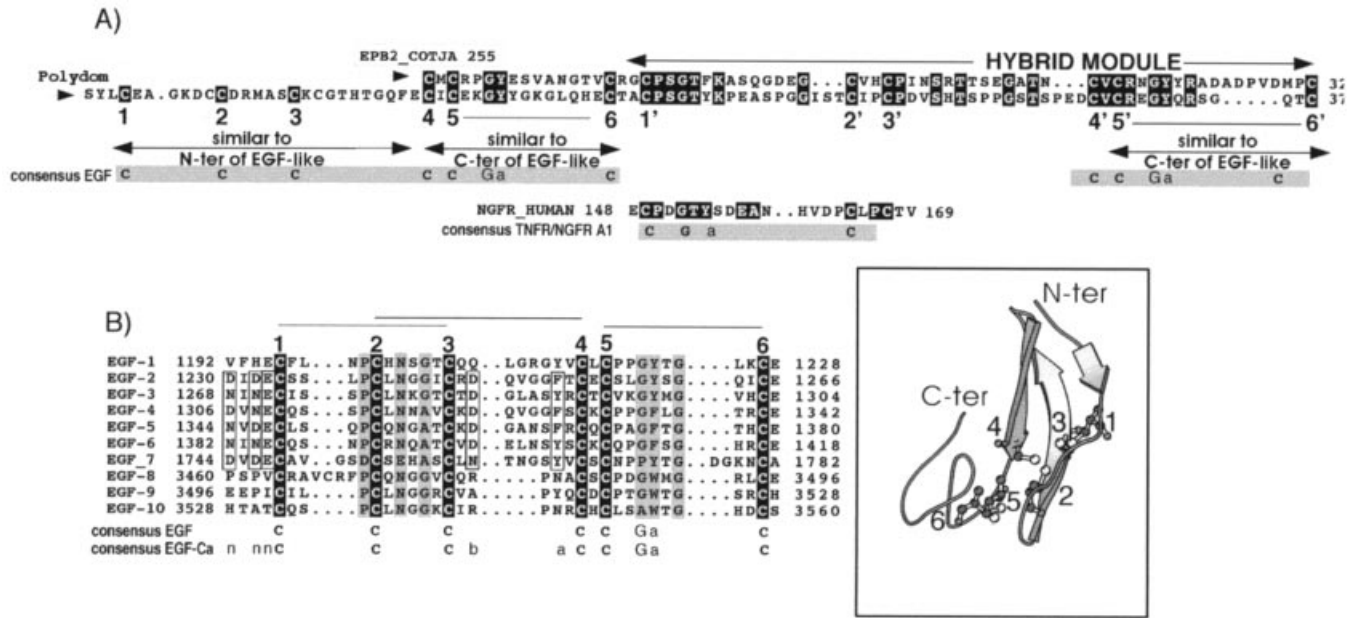 A)
EPB2_COTJA 255 CMCRPGYESVANGTVCRGCPSGTFKASQGDEG...CVHCPINSRTTSEGATN...CVCRNGYYRADADPVDMPC
HYBRID MODULE
Polydom SYLCEA.GKDCCDRMASCKCGTHTGQFECICEKGYYGKGLQHECTACPSGTYKPEASPGGISTCIPCPDVSHTSPPGSTSPEDCVCREGYQRSG.....QTC
1 2 3 4 5 6 1' 2' 3' 4' 5' 6'
similar to N-ter of EGF-like
similar to C-ter of EGF-like
similar to C-ter of EGF-like
consensus EGF c c c c c Ga c c c Ga c
NGFR_HUMAN 148 ECPDGTYSDEAN..HVDPCLPCTV 169
consensus TNFR/NGFR A1 c G a c
B)
1 2 3 4 5 6
EGF-1 1192 VFHECFL...NPCHNSGTCQQ..LGRGYVCLCPPGYTG....LKCE 1228
EGF-2 1230 DIDECSS...LPCLNGGICRD..QVGGFTCECSLGYSG....QICE 1266
EGF-3 1268 NINECSS...SPCLNKGTCTD..GLASYRCTCVKGYMG....VHCE 1304
EGF-4 1306 DVNECQS...SPCLNNAVCKD..QVGGFSCKCPPGFLG....TRCE 1342
EGF-5 1344 NVDECLS...QPCQNGATCKD..GANSFRCQCPAGFTG....THCE 1380
EGF-6 1382 NINECQS...NPCRNQATCVD..ELNSYSCKCQPGFSG....HRCE 1418
EGF_7 1744 DVDECAV..GSDCSEHASCLN..TNGSYVCSCNPPYTG.DGKNCA 1782
EGF-8 3460 PSPVCRAVCRFPCQNGGVCQR....PNACSCPDGWMG....RLCE 3496
EGF-9 3496 EEPICIL...PCLNGGRCVA....PYQCDCPTGWTG....SRCH 3528
EGF-10 3528 HTATCQS...PCLNGGKCIR....PNRCHCLSAWTG....HDCS 3560
consensus EGF c c c c c Ga c
consensus EGF-Ca n nnc c c b a c c Ga c
N-ter
C-ter
4 3 1
6 5 2